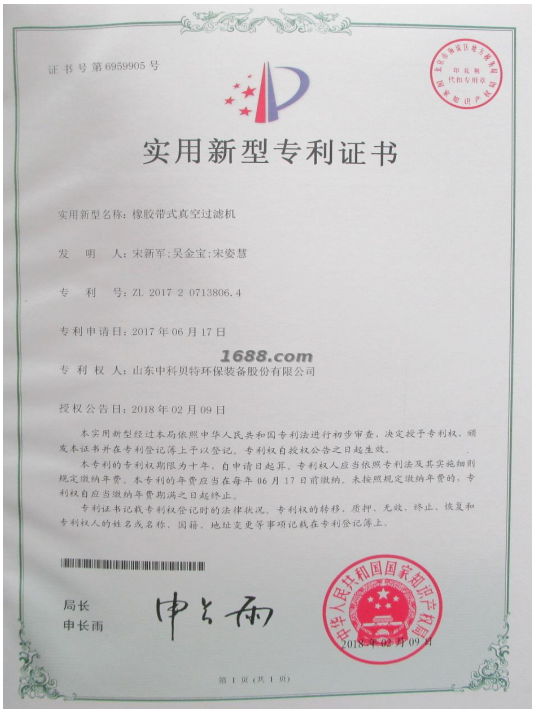 证书号第6959905号
实用新型专利证书
实用新型名称：橡胶带式真空过滤机
发 明 人：宋新军;吴金宝;宋姿慧
专 利 号：ZL 2017 2 0713806.4
专利申请日：2017年06月17日
1688.com
专 利 权 人：山东中科贝特环保装备股份有限公司
授权公告日：2018年02月09日
本实用新型经过本局依照中华人民共和国专利法进行初步审查，决定授予专利权，颁
发本证书并在专利登记簿上予以登记。专利权自授权公告之日起生效。
本专利的专利权期限为十年，自申请日起算。专利权人应当依照专利法及其实施细则
规定缴纳年费。本专利的年费应当在每年06月17日前缴纳。未按照规定缴纳年费的，专
利权自应当缴纳年费期满之日起终止。
专利证书记载专利权登记时的法律状况。专利权的转移、质押、无效、终止、恢复和
专利权人的姓名或名称、国籍、地址变更等事项记载在专利登记簿上。
局长
申长雨
申长雨
中华人民共和国国家知识产权局
2018年02月09日
第1页(共1页)